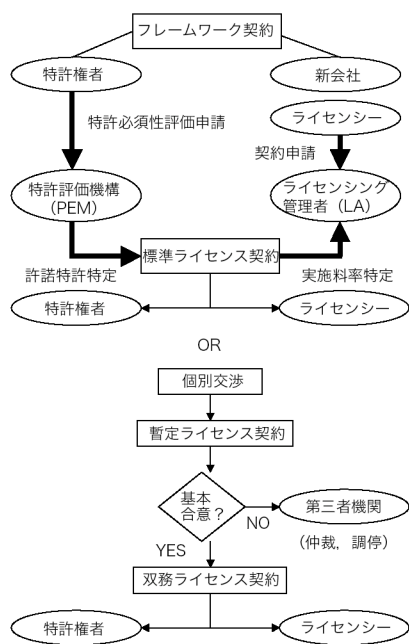 フレームワーク契約
特許権者
新会社
特許必須性評価申請
ライセンシー
契約申請
特許評価機構
(PEM)
ライセンシング
管理者(LA)
標準ライセンス契約
許諾特許特定
実施料率特定
特許権者
ライセンシー
OR
個別交渉
暫定ライセンス契約
基本
合意?
NO
第三者機関
(仲裁,調停)
YES
双務ライセンス契約
特許権者
ライセンシー